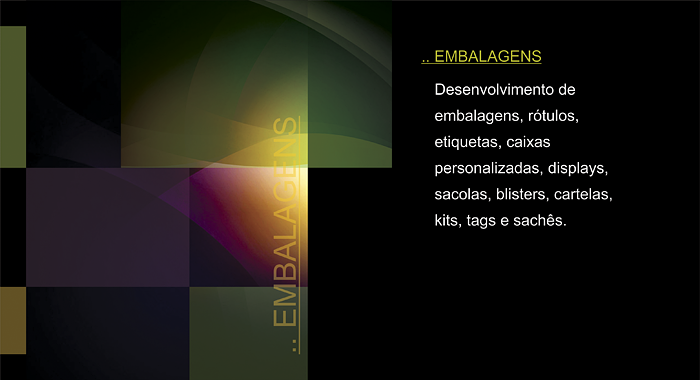 .. EMBALAGENS
.. EMBALAGENS
Desenvolvimento de
embalagens, rótulos,
etiquetas, caixas
personalizadas, displays,
sacolas, blisters, cartelas,
kits, tags e sachês.